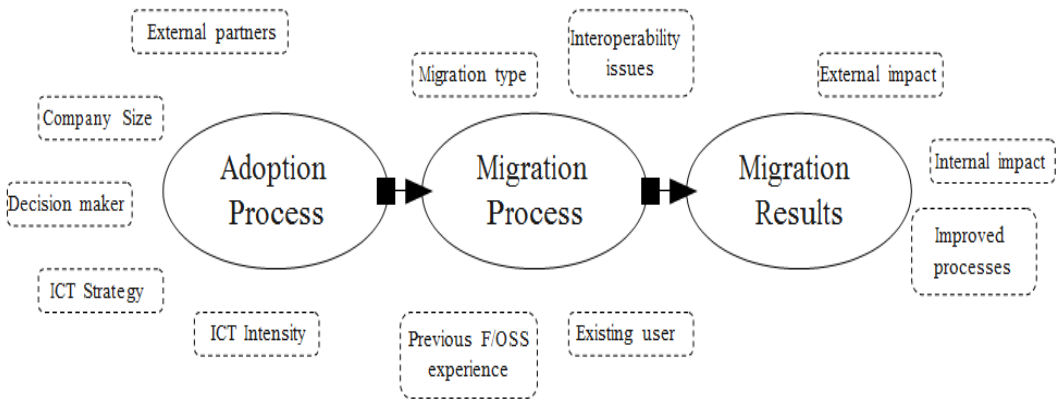 External partners
Interoperability
issues
Migration type
External impact
Company Size
Adoption
Process
Migration
Process
Migration
Results
Internal impact
Decision maker
Improved
processes
ICT Strategy
ICT Intensity
Previous F/OSS
experience
Existing user